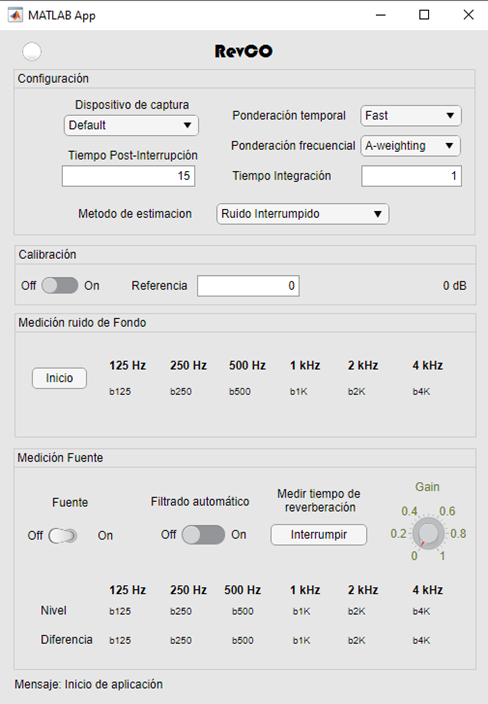 MATLAB App
RevCO
Configuración
Dispositivo de captura
Default
Ponderación temporal
Fast
Tiempo Post-Interrupción
15
Ponderación frecuencial
A-weighting
Tiempo Integración
1
Metodo de estimacion
Ruido Interrumpido
Calibración
Off On Referencia 0 0 dB
Medición ruido de Fondo
Inicio
125 Hz 250 Hz 500 Hz 1 kHz 2 kHz 4 kHz
b125 b250 b500 b1K b2K b4K
Medición Fuente
Fuente
Off On
Filtrado automático
Off On
Medir tiempo de
reverberación
Interrumpir
Gain
0.4 0.6
0.2 0.8
0 1
125 Hz 250 Hz 500 Hz 1 kHz 2 kHz 4 kHz
Nivel b125 b250 b500 b1K b2K b4K
Diferencia b125 b250 b500 b1K b2K b4K
Mensaje: Inicio de aplicación